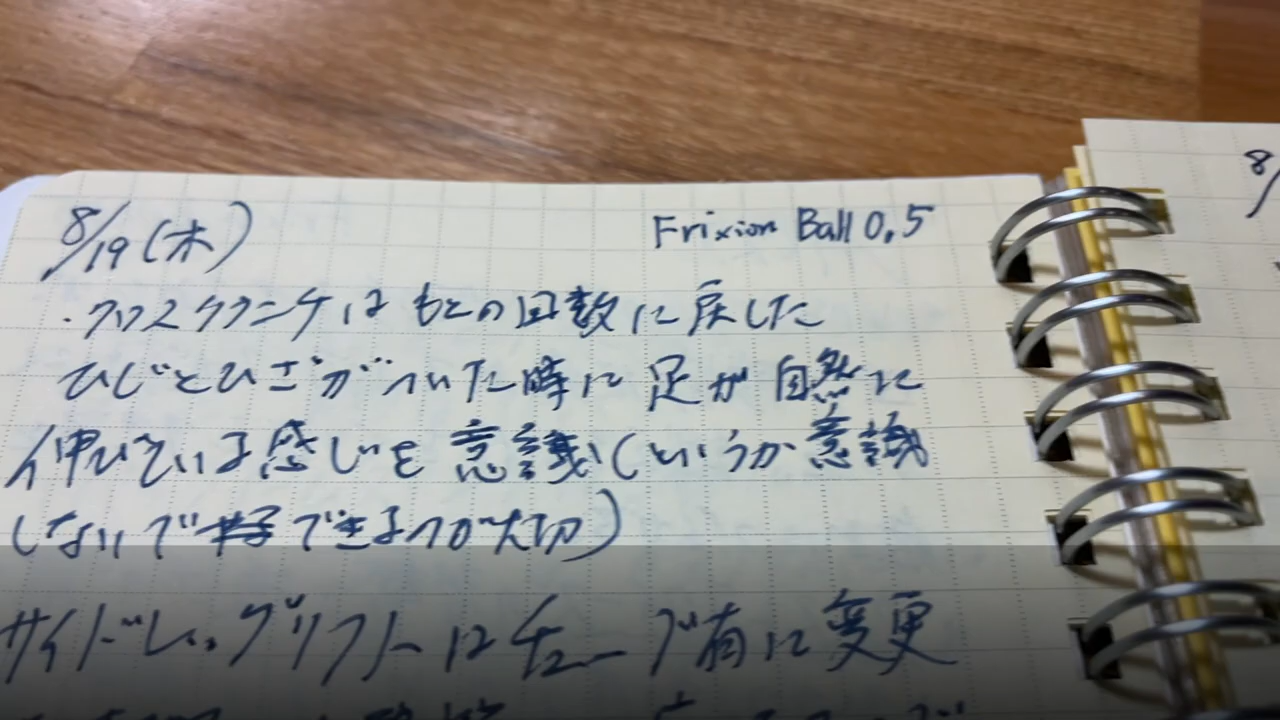 8/19(木)
Frixion Ball 0.5
・クロスクランチはもとの回数に戻した
ひじとひざがついた時に足が自然に
伸びている感じを意識(というか意識
しないでできるのが大切)
サイドレッグリフトはチューブ有に変更
8/